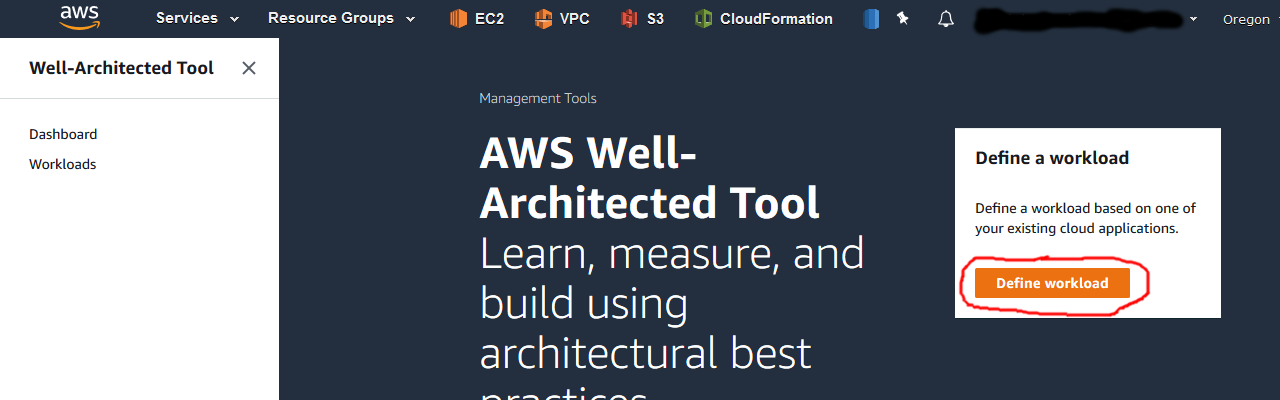 aws
Services
Resource Groups
EC2
VPC
S3
CloudFormation
Oregon
Well-Architected Tool
Dashboard
Workloads
Management Tools
AWS Well-
Architected Tool
Learn, measure, and
build using
architectural best
practices
Define a workload
Define a workload based on one of
your existing cloud applications.
Define workload